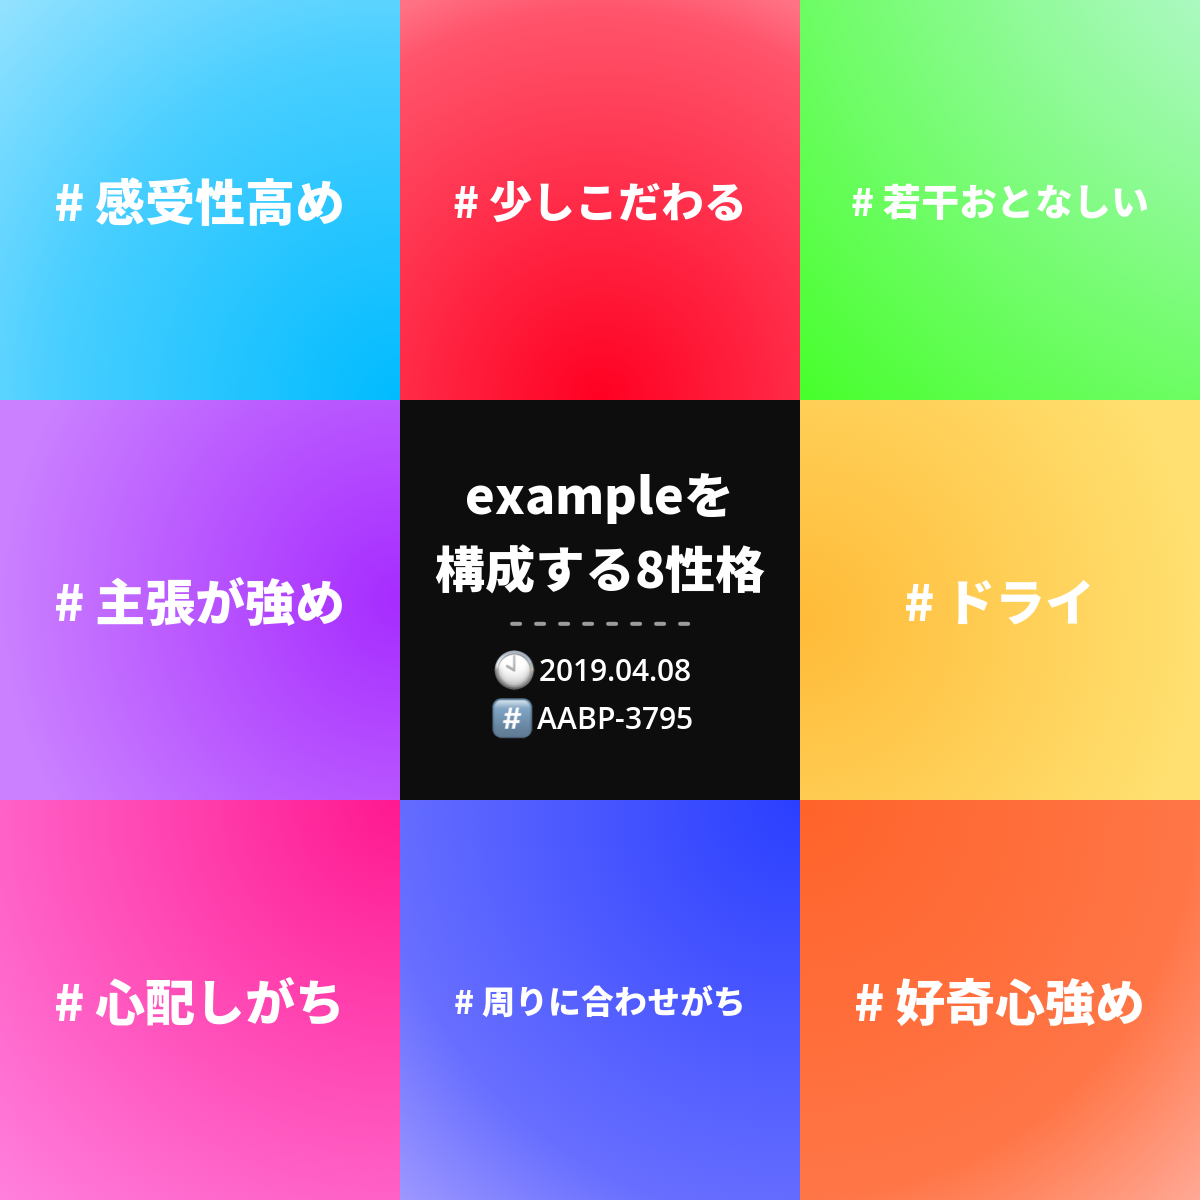 # 感受性高め
# 少しこだわる
# 若干おとなしい
# 主張が強め
exampleを
構成する8性格
2019.04.08
# AABP-3795
# ドライ
# 心配しがち
# 周りに合わせがち
# 好奇心強め